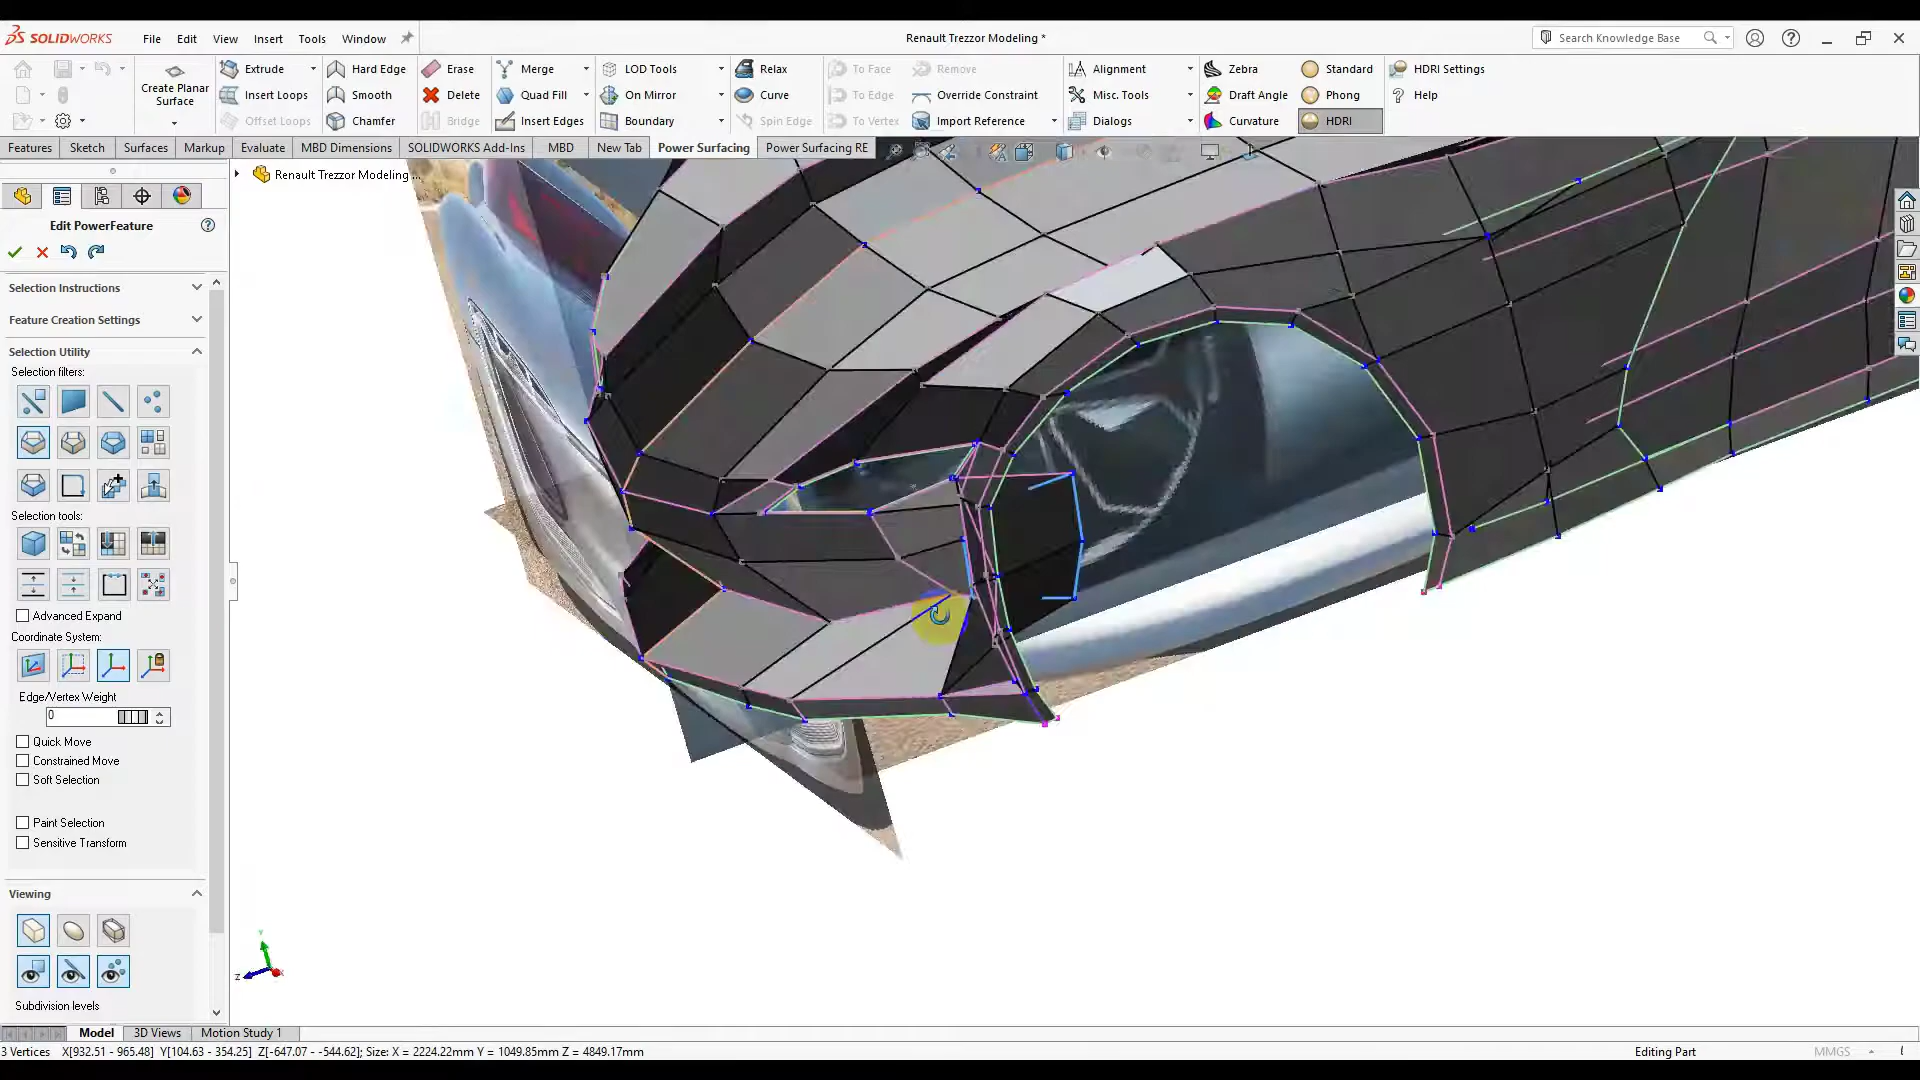 SOLIDWORKS
File Edit View Insert Tools Window
Renault Trezzor Modeling *
Search Knowledge Base
Create Planar Surface
Extrude Hard Edge Erase Merge LOD Tools Relax To Face Remove Alignment Zebra Standard HDRI Settings
Insert Loops Smooth Delete Quad Fill On Mirror Curve To Edge Override Constraint Misc. Tools Draft Angle Phong Help
Offset Loops Chamfer Bridge Insert Edges Boundary Spin Edge To Vertex Import Reference Dialogs Curvature HDRI
Features Sketch Surfaces Markup Evaluate MBD Dimensions SOLIDWORKS Add-Ins MBD New Tab Power Surfacing Power Surfacing RE
Renault Trezzor Modeling ...
Edit PowerFeature
Selection Instructions
Feature Creation Settings
Selection Utility
Selection filters:
Selection tools:
Advanced Expand
Coordinate System:
Edge/Vertex Weight
0
Quick Move
Constrained Move
Soft Selection
Paint Selection
Sensitive Transform
Viewing
Subdivision levels
Y
Z
Model 3D Views Motion Study 1
3 Vertices X[932.51 - 965.48] Y[104.63 - 354.25] Z[-647.07 - -544.62]; Size: X = 2224.22mm Y = 1049.85mm Z = 4849.17mm
Editing Part
MMGS